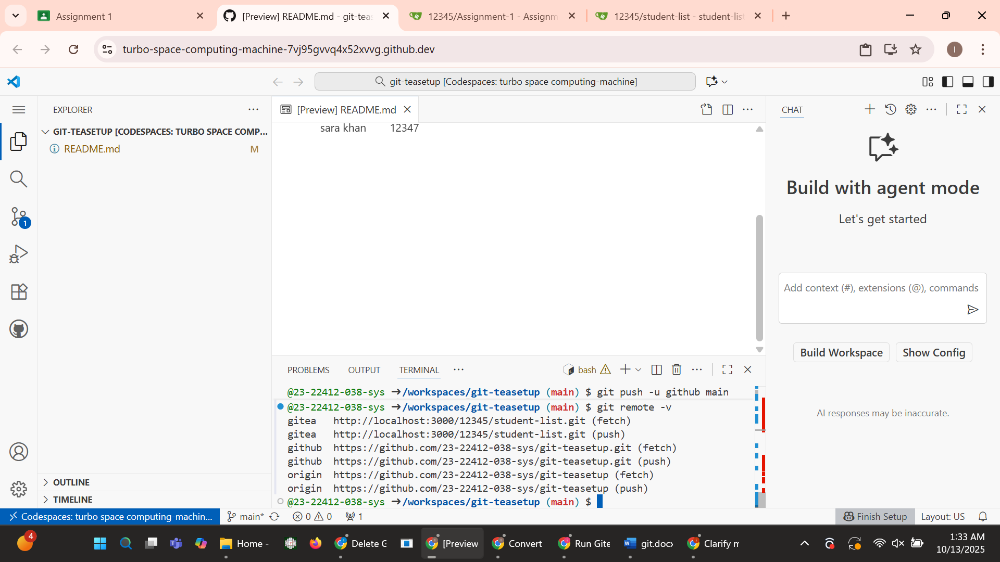 Assignment 1
[Preview] README.md - git-teas
12345/Assignment-1 - Assignm
12345/student-list - student-list
turbo-space-computing-machine-7vj95gvvq4x52xvvg.github.dev
I
git-teasetup [Codespaces: turbo space computing-machine]
EXPLORER
GIT-TEASETUP [CODESPACES: TURBO SPACE COMP...
README.md
M
1
OUTLINE
TIMELINE
[Preview] README.md
sara khan 12347
CHAT
Build with agent mode
Let's get started
Add context (#), extensions (@), commands
Build Workspace
Show Config
AI responses may be inaccurate.
PROBLEMS
OUTPUT
TERMINAL
bash
@23-22412-038-sys ➜/workspaces/git-teasetup (main) $ git push -u github main
@23-22412-038-sys ➜/workspaces/git-teasetup (main) $ git remote -v
gitea http://localhost:3000/12345/student-list.git (fetch)
gitea http://localhost:3000/12345/student-list.git (push)
github https://github.com/23-22412-038-sys/git-teasetup.git (fetch)
github https://github.com/23-22412-038-sys/git-teasetup.git (push)
origin https://github.com/23-22412-038-sys/git-teasetup (fetch)
origin https://github.com/23-22412-038-sys/git-teasetup (push)
@23-22412-038-sys ➜/workspaces/git-teasetup (main) $
Codespaces: turbo space computing-machin...
main*
0
0
1
Finish Setup
Layout: US
4
Home -
Delete G
[Preview
Convert
Run Gite
git.docx
Clarify m
1:33 AM
10/13/2025